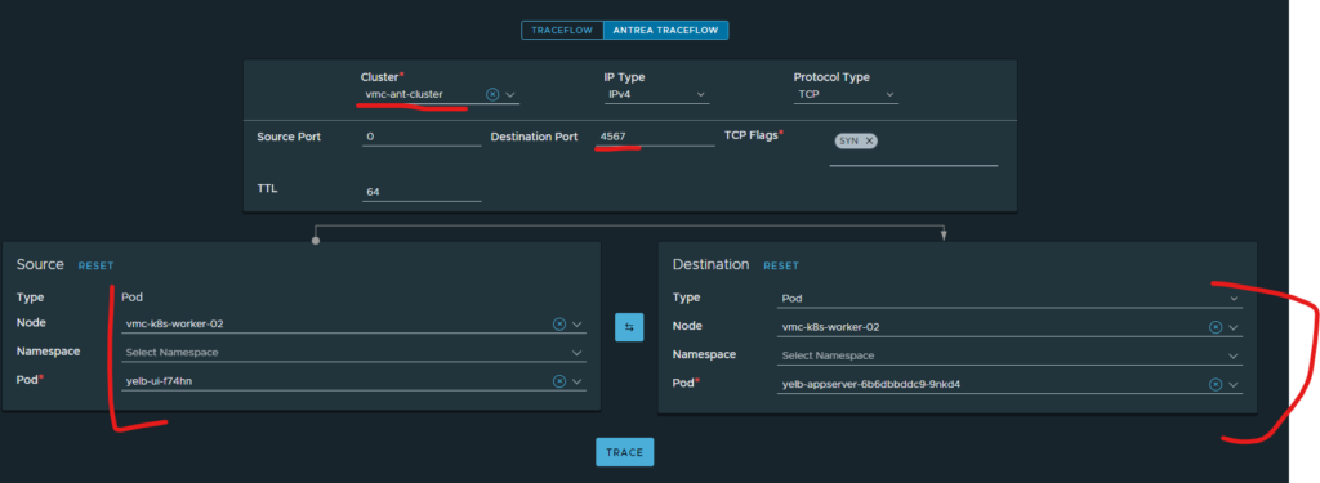 TRACEFLOW ANTREA TRACEFLOW
Cluster* IP Type Protocol Type
vmc-ant-cluster IPv4 TCP
Source Port 0 Destination Port 4567 TCP Flags* SYN X
TTL 64
Source RESET
Type Pod
Node vmc-k8s-worker-02
Namespace Select Namespace
Pod* yelb-ui-f74hn
Destination RESET
Type Pod
Node vmc-k8s-worker-02
Namespace Select Namespace
Pod* yelb-appserver-6b6dbbddc9-9nkd4
TRACE